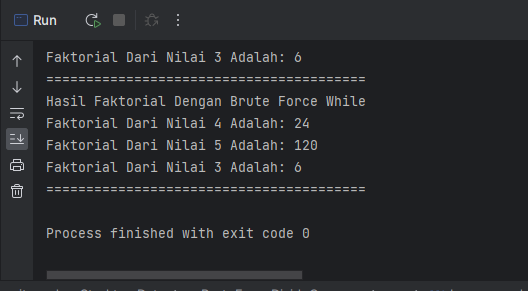 Run
Faktorial Dari Nilai 3 Adalah: 6
========================================
Hasil Faktorial Dengan Brute Force While
Faktorial Dari Nilai 4 Adalah: 24
Faktorial Dari Nilai 5 Adalah: 120
Faktorial Dari Nilai 3 Adalah: 6
========================================
Process finished with exit code 0